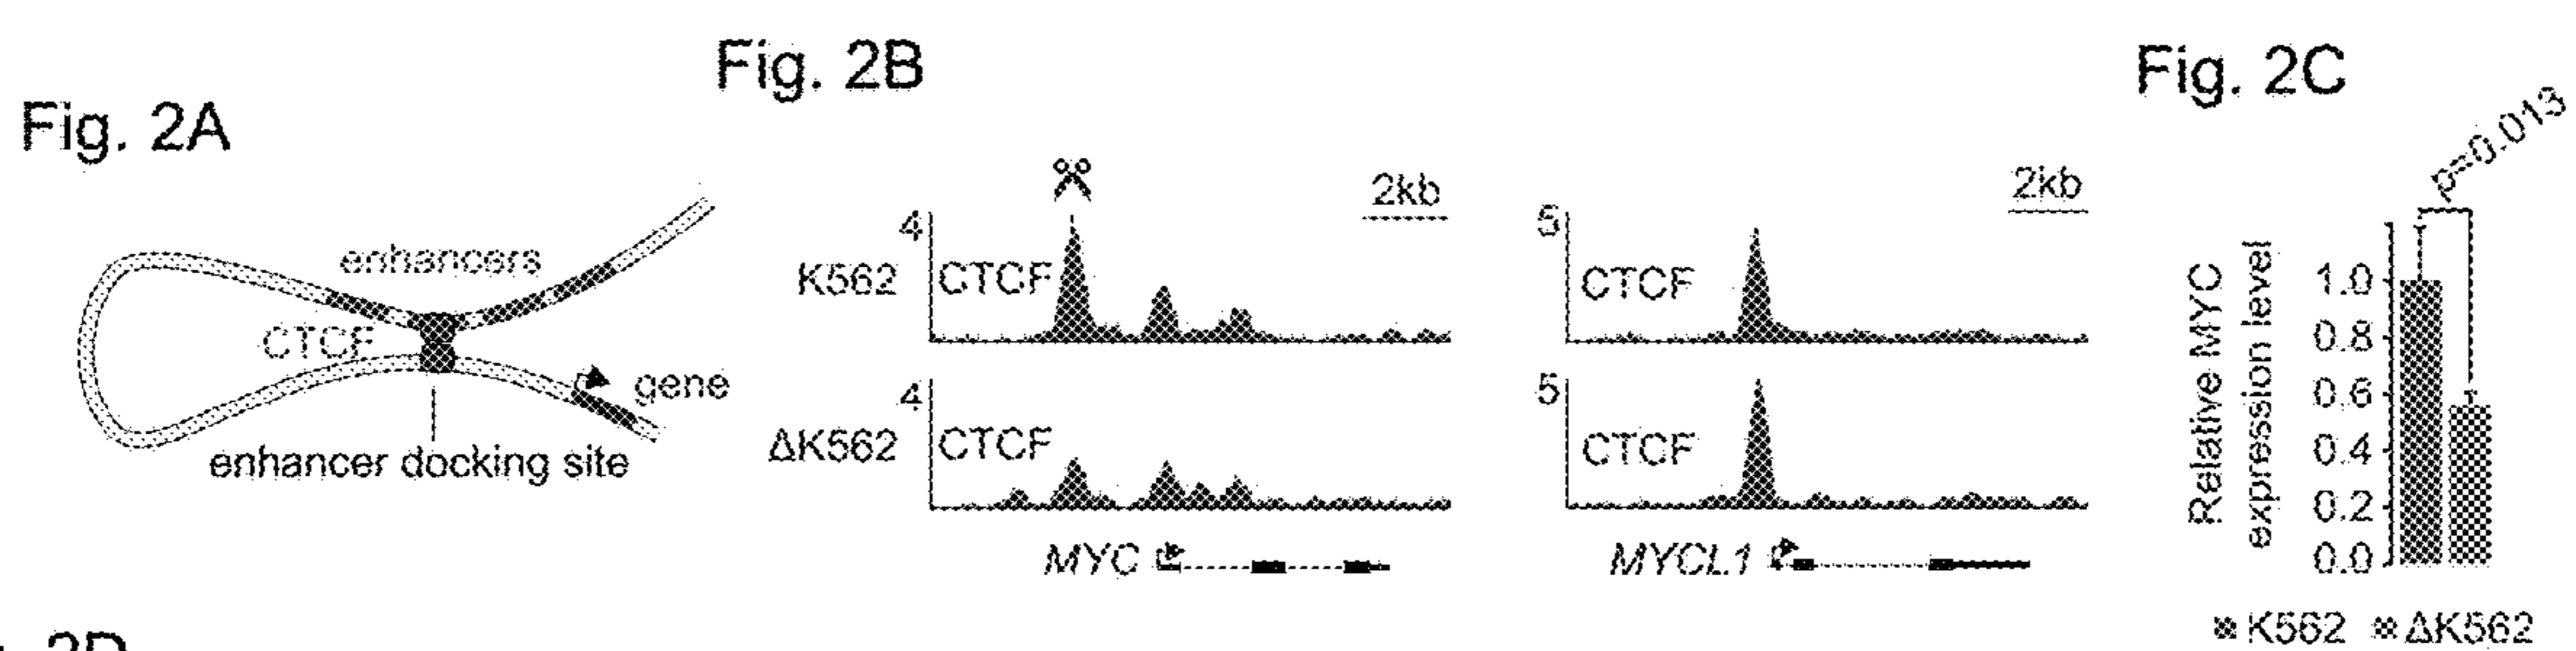 Fig. 2A
enhancers
CTCF
gene
enhancer docking site
Fig. 2B
2kb
4
K562
CTCF
4
ΔK562
CTCF
MYC
2kb
5
CTCF
5
CTCF
MYCL1
Fig. 2C
p=0.013
Relative MYC
expression level
1.0
0.8
0.6
0.4
0.2
0.0
K562 ΔK562
2D